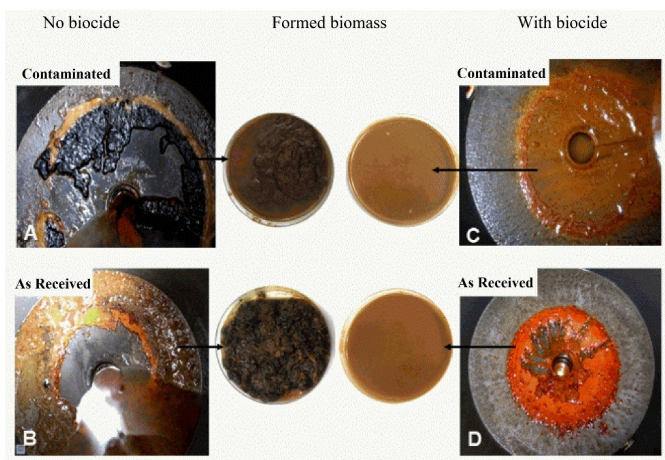 No biocide
Formed biomass
With biocide
Contaminated
Contaminated
A
C
As Received
As Received
B
D